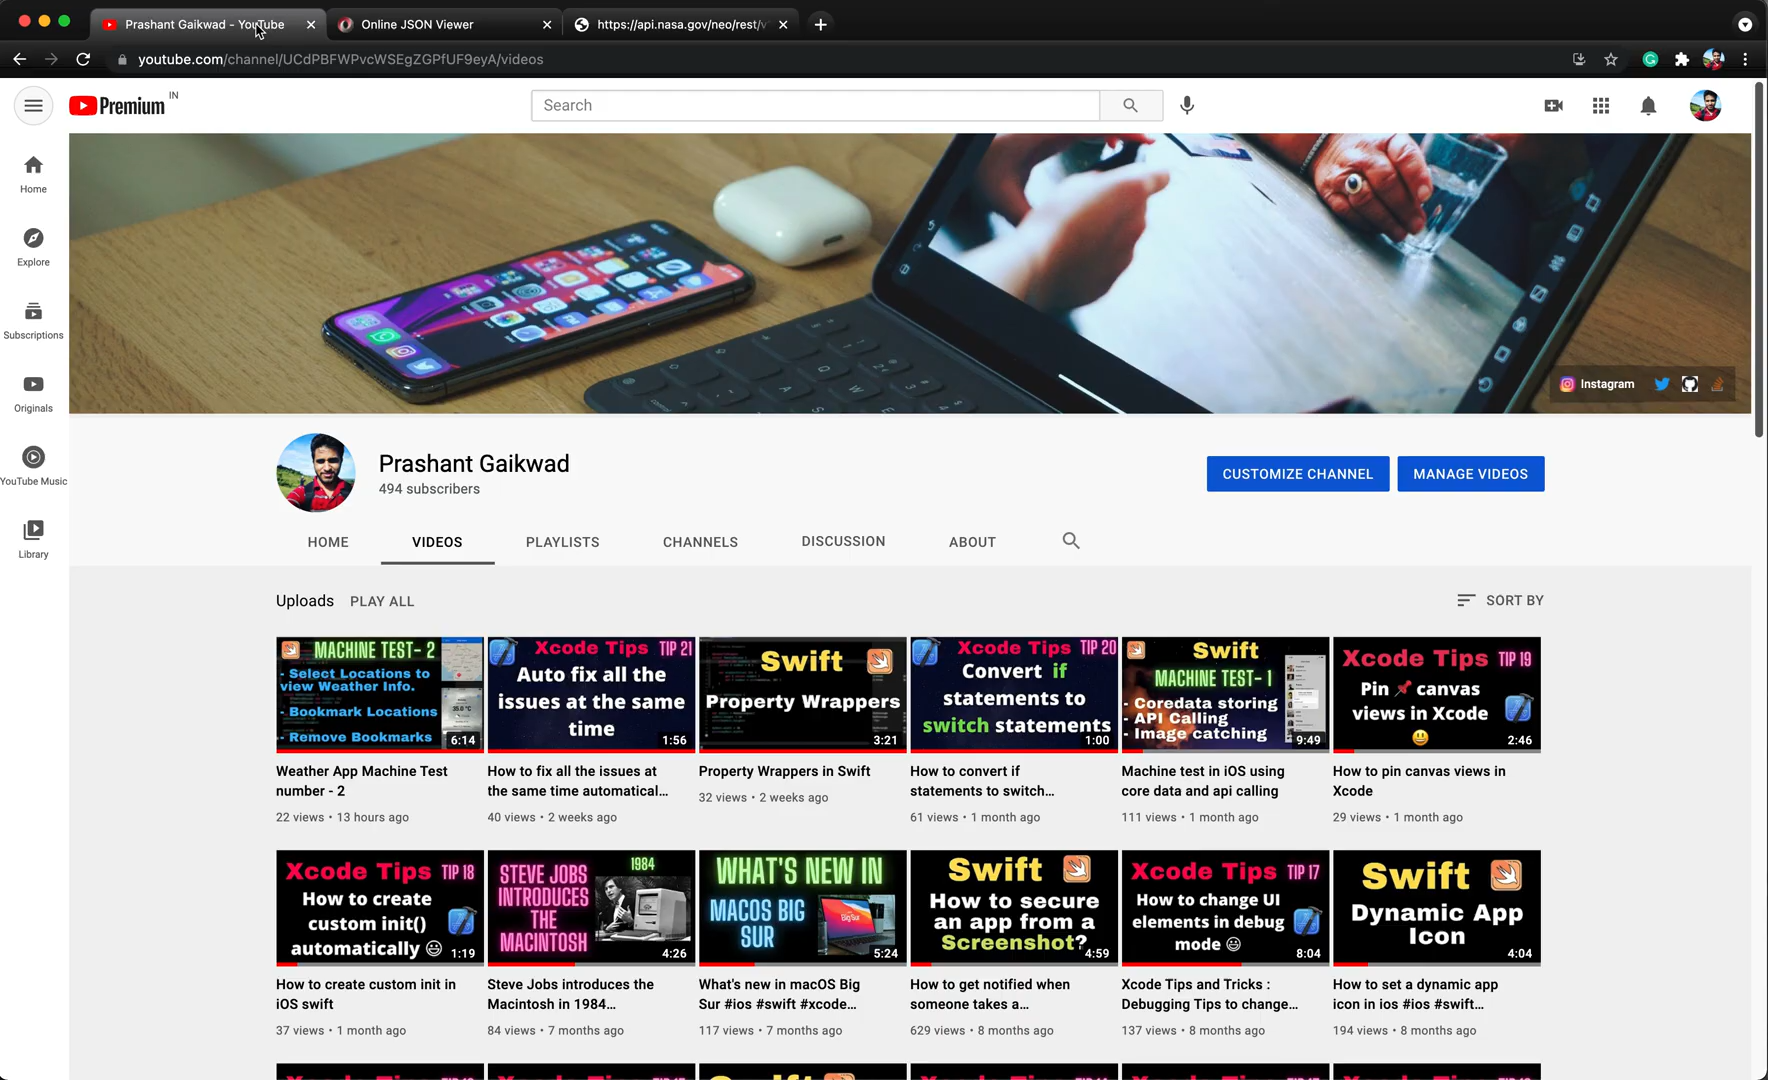 Prashant Gaikwad - YouTube
Online JSON Viewer
https://api.nasa.gov/neo/rest/v
youtube.com/channel/UCdPBFWPvcWSEgZGPfUF9eyA/videos
Premium IN
Search
Home
Explore
Subscriptions
Originals
YouTube Music
Library
Instagram
Prashant Gaikwad
494 subscribers
CUSTOMIZE CHANNEL
MANAGE VIDEOS
HOME
VIDEOS
PLAYLISTS
CHANNELS
DISCUSSION
ABOUT
Uploads
PLAY ALL
SORT BY
MACHINE TEST- 2
- Select Locations to
view Weather Info.
- Bookmark Locations
- Remove Bookmarks
6:14
Weather App Machine Test
number - 2
22 views • 13 hours ago
Xcode Tips TIP 21
Auto fix all the
issues at the same
time
1:56
How to fix all the issues at
the same time automatical...
40 views • 2 weeks ago
Swift
Property Wrappers
3:21
Property Wrappers in Swift
32 views • 2 weeks ago
Xcode Tips TIP 20
Convert if
statements to
switch statements
1:00
How to convert if
statements to switch...
61 views • 1 month ago
Swift
MACHINE TEST- 1
- Coredata storing
- API Calling
- Image catching
9:49
Machine test in iOS using
core data and api calling
111 views • 1 month ago
Xcode Tips TIP 19
Pin 📌 canvas
views in Xcode
😃
2:46
How to pin canvas views in
Xcode
29 views • 1 month ago
Xcode Tips TIP 18
How to create
custom init()
automatically 😃
1:19
How to create custom init in
iOS swift
37 views • 1 month ago
STEVE JOBS
INTRODUCES
THE
MACINTOSH
1984
4:26
Steve Jobs introduces the
Macintosh in 1984...
84 views • 7 months ago
WHAT'S NEW IN
MACOS BIG
SUR
Big Sur
5:24
What's new in macOS Big
Sur #ios #swift #xcode...
117 views • 7 months ago
Swift
How to secure
an app from a
Screenshot?
4:59
How to get notified when
someone takes a...
629 views • 8 months ago
Xcode Tips TIP 17
How to change UI
elements in debug
mode 😃
8:04
Xcode Tips and Tricks :
Debugging Tips to change...
137 views • 8 months ago
Swift
Dynamic App
Icon
4:04
How to set a dynamic app
icon in ios #ios #swift...
194 views • 8 months ago